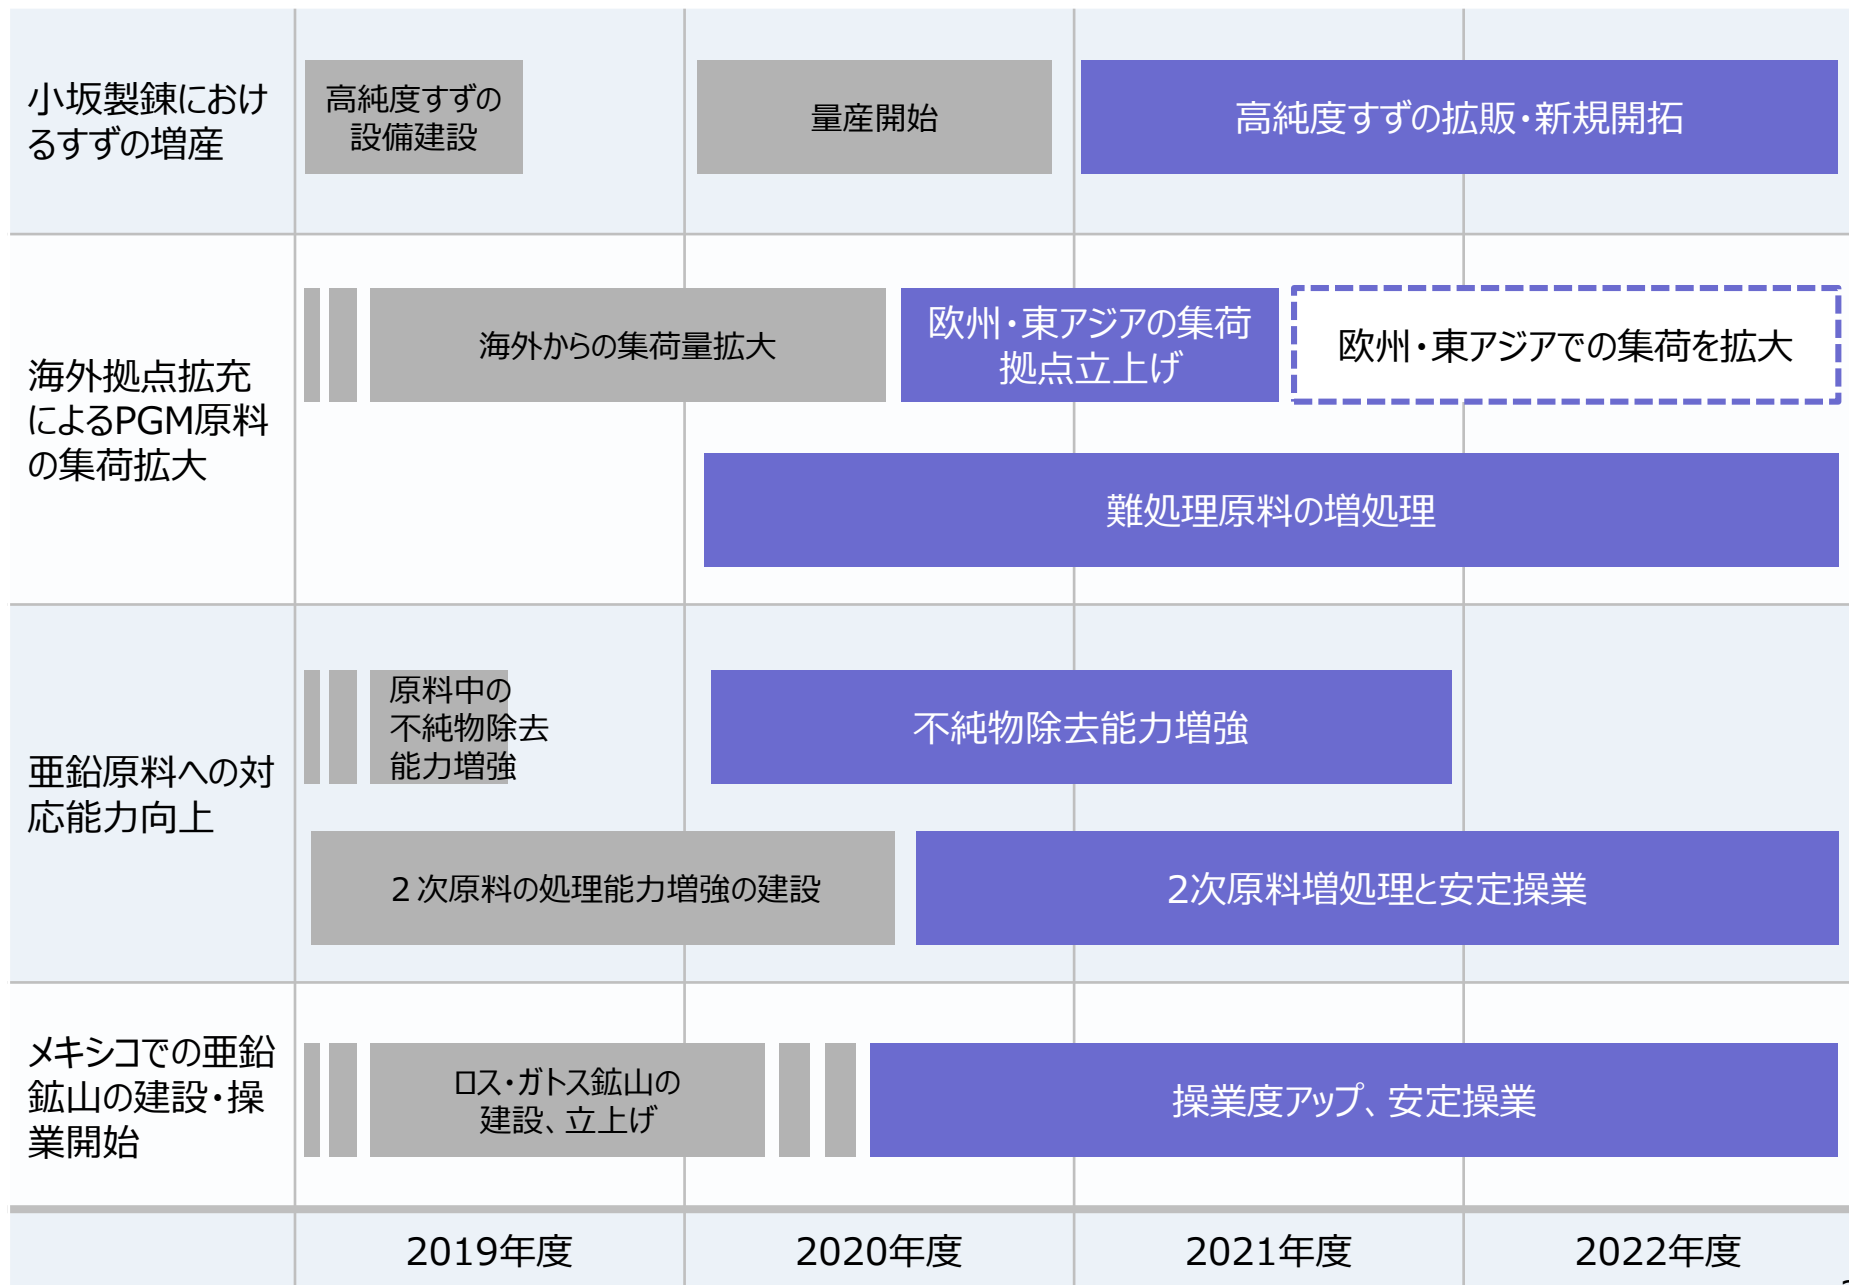 小坂製錬におけ
るすずの増産
高純度すずの
設備建設
量産開始
高純度すずの拡販・新規開拓
海外拠点拡充
によるPGM原料
の集荷拡大
海外からの集荷量拡大
欧州・東アジアの集荷
拠点立上げ
欧州・東アジアでの集荷を拡大
難処理原料の増処理
亜鉛原料への対
応能力向上
原料中の
不純物除去
能力増強
不純物除去能力増強
２次原料の処理能力増強の建設
2次原料増処理と安定操業
メキシコでの亜鉛
鉱山の建設・操
業開始
ロス・ガトス鉱山の
建設、立上げ
操業度アップ、安定操業
2019年度
2020年度
2021年度
2022年度